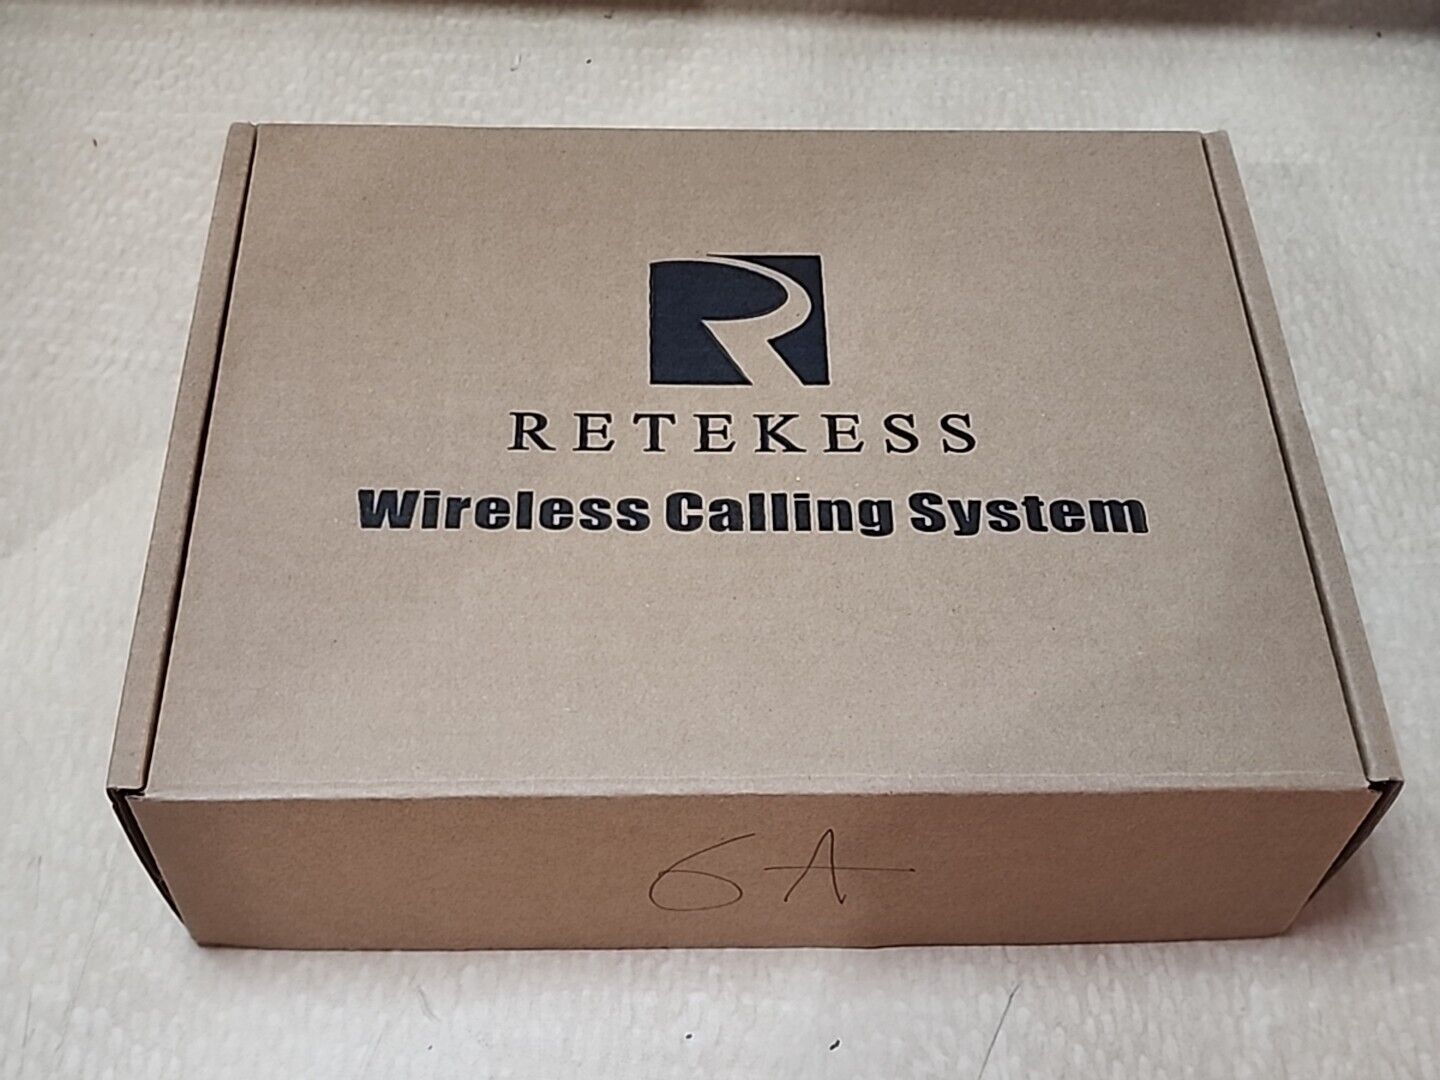 RETEKESS
Wireless Calling System
6A